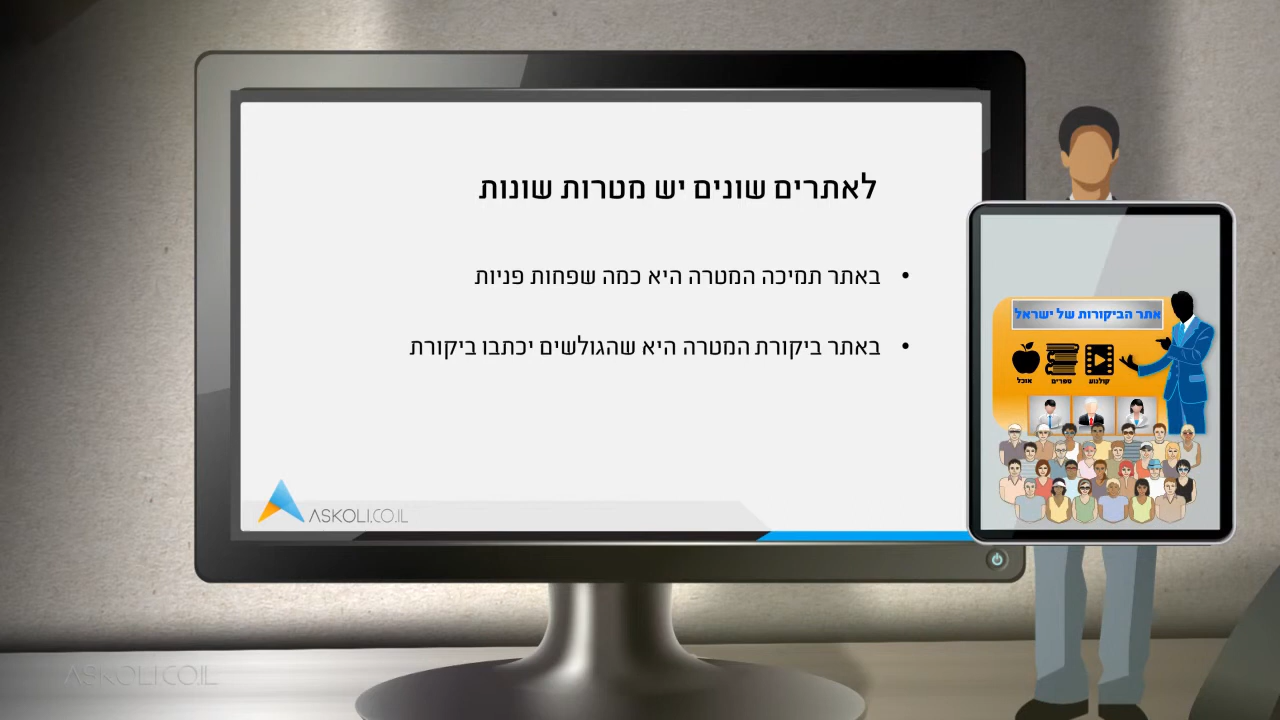 לאתרים שונים יש מטרות שונות
• באתר תמיכה המטרה היא כמה שפחות פניות
• באתר ביקורת המטרה היא שהגולשים יכתבו ביקורת
ASKOLI.CO.IL
אתר הביקורות של ישראל
קולנוע
ספרים
אוכל
ASKOLI.CO.IL